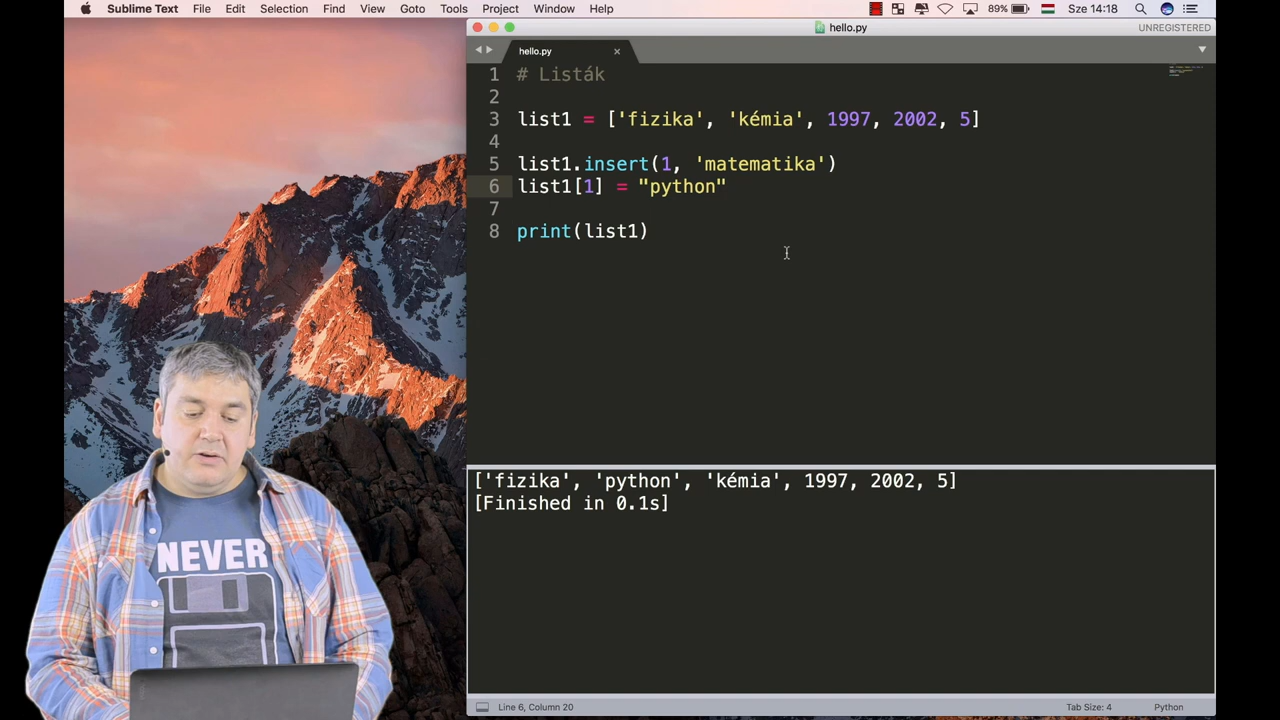 Sublime Text File Edit Selection Find View Goto Tools Project Window Help 89% Sze 14:18
hello.py UNREGISTERED
hello.py
1 # Listák
2
3 list1 = ['fizika', 'kémia', 1997, 2002, 5]
4
5 list1.insert(1, 'matematika')
6 list1[1] = "python"
7
8 print(list1)
['fizika', 'python', 'kémia', 1997, 2002, 5]
[Finished in 0.1s]
NEVER
Line 6, Column 20 Tab Size: 4 Python